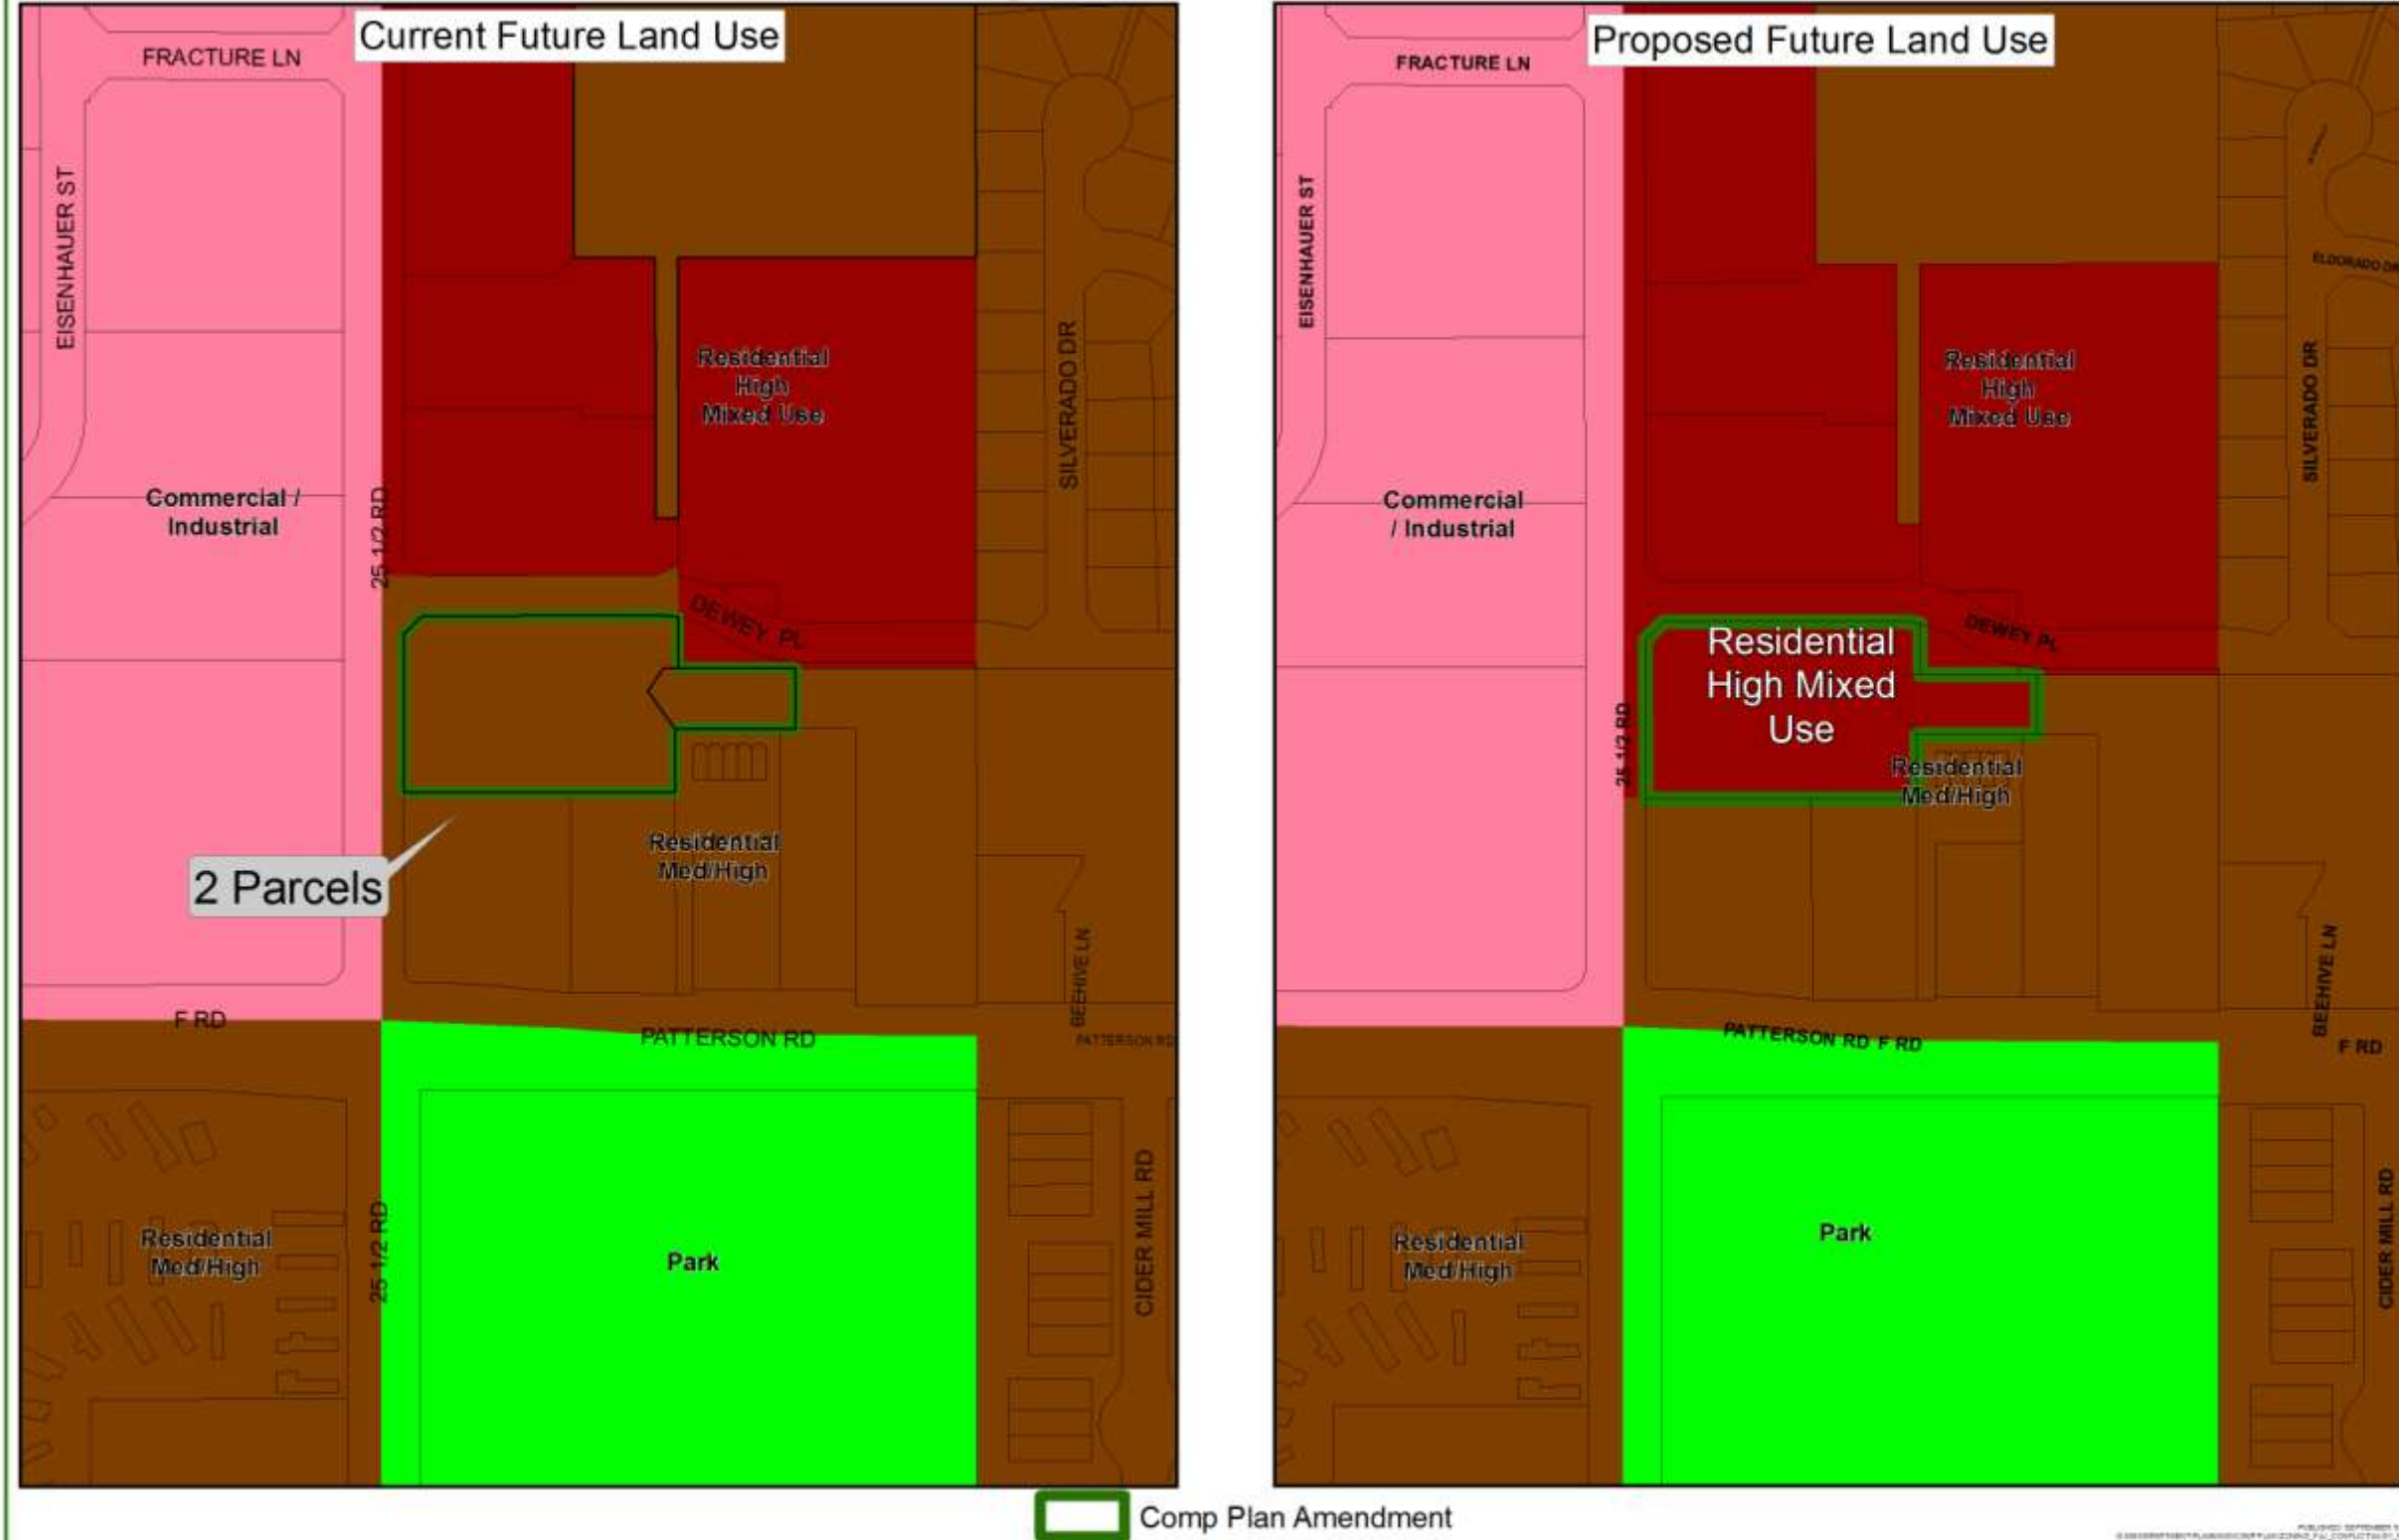 Current Future Land Use
FRACTURE LN
EISENHAUER ST
Residential
High
Mixed Use
SILVERADO DR
Commercial /
Industrial
25 1/2 RD
DEWEY PL
2 Parcels
Residential
Med/High
BEEHIVE LN
F RD
PATTERSON RD
PATTERSON RD
Residential
Med/High
25 1/2 RD
Park
CIDER MILL RD
Proposed Future Land Use
FRACTURE LN
EISENHAUER ST
ELDORADO DR
Residential
High
Mixed Use
SILVERADO DR
Commercial
/ Industrial
DEWEY PL
Residential
High Mixed
Use
25 1/2 RD
Residential
Med/High
BEEHIVE LN
PATTERSON RD F RD
F RD
Residential
Med/High
Park
CIDER MILL RD
Comp Plan Amendment